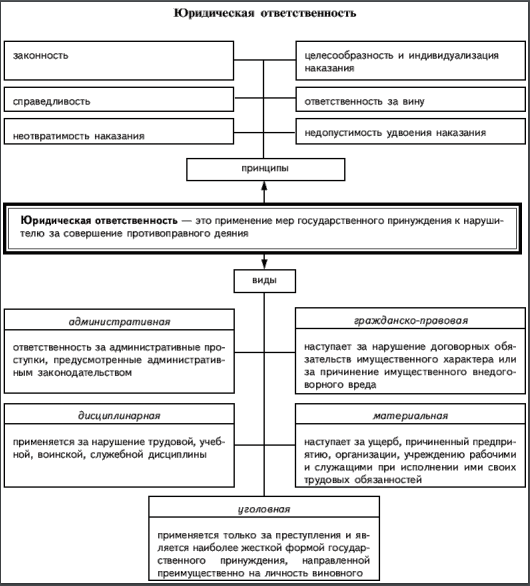 Юридическая ответственность
законность
целесообразность и индивидуализация
наказания
справедливость
ответственность за вину
неотвратимость наказания
недопустимость удвоения наказания
принципы
Юридическая ответственность — это применение мер государственного принуждения к наруши-
телю за совершение противоправного деяния
виды
административная
ответственность за административные про-
ступки, предусмотренные административ-
ным законодательством
гражданско-правовая
наступает за нарушение договорных обя-
зательств имущественного характера или
за причинение имущественного внедого-
говорного вреда
дисциплинарная
применяется за нарушение трудовой, учеб-
ной, воинской, служебной дисциплины
материальная
наступает за ущерб, причиненный предпри-
ятию, организации, учреждению рабочими
и служащими при исполнении ими своих
трудовых обязанностей
уголовная
применяется только за преступления и яв-
ляется наиболее жесткой формой государ-
ственного принуждения, направленной
преимущественно на личность виновного